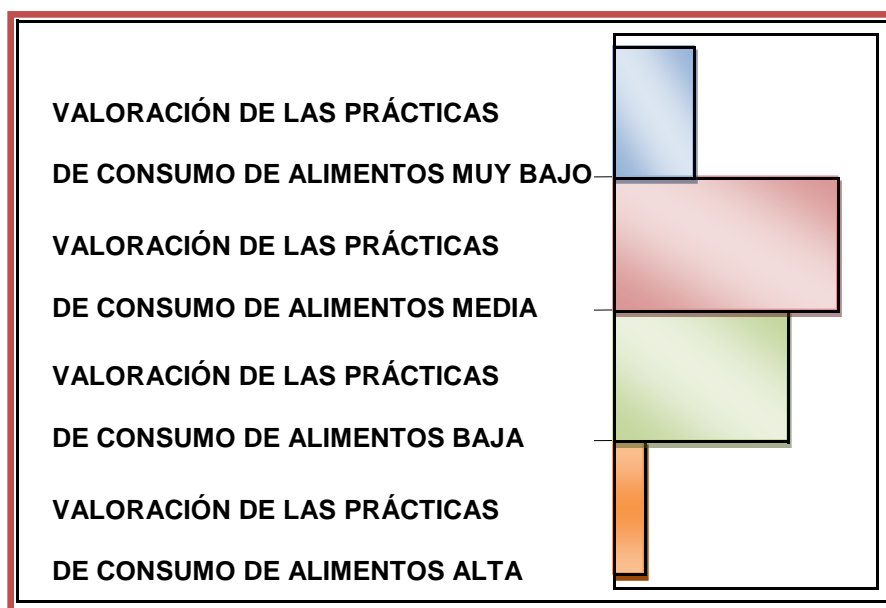 VALORACIÓN DE LAS PRÁCTICAS
DE CONSUMO DE ALIMENTOS MUY BAJO
VALORACIÓN DE LAS PRÁCTICAS
DE CONSUMO DE ALIMENTOS MEDIA
VALORACIÓN DE LAS PRÁCTICAS
DE CONSUMO DE ALIMENTOS BAJA
VALORACIÓN DE LAS PRÁCTICAS
DE CONSUMO DE ALIMENTOS ALTA